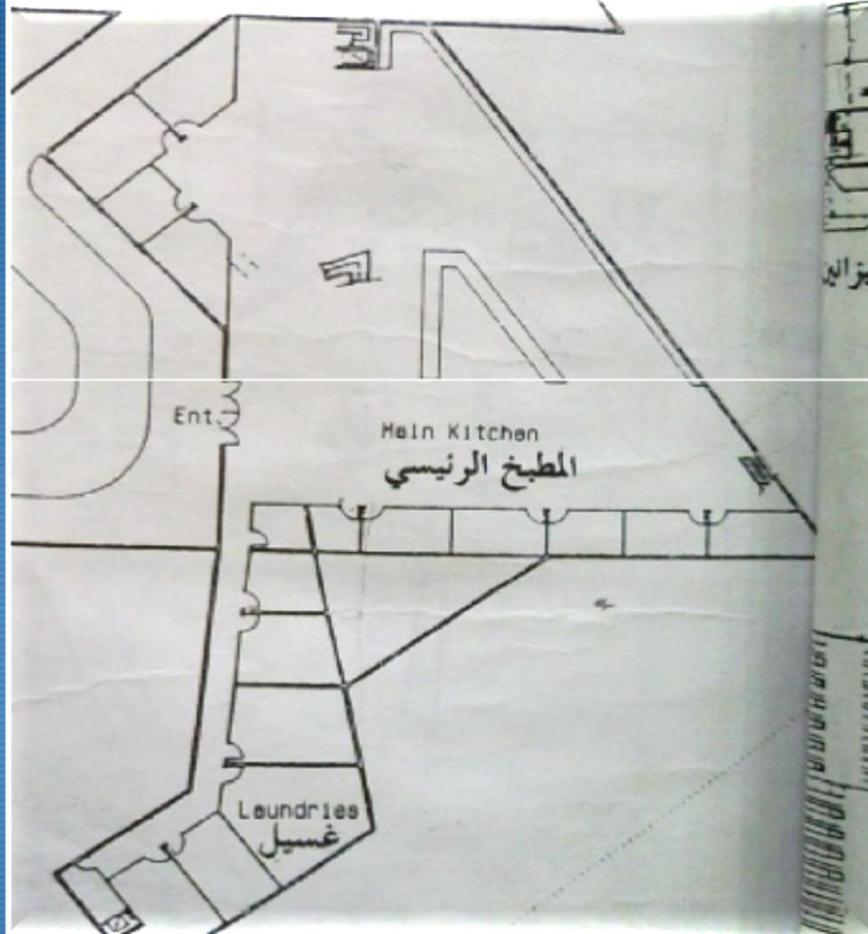 Ent.
Main Kitchen
المطبخ الرئيسي
Laundries
غسيل